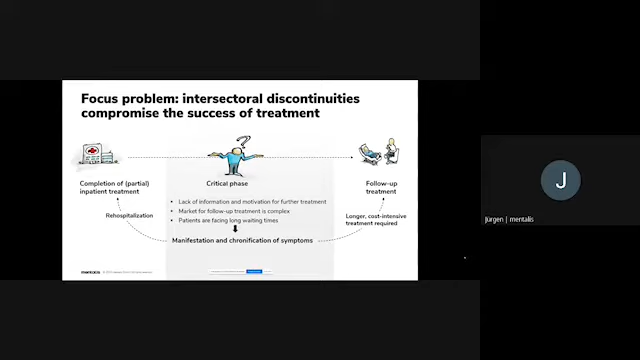 Focus problem: intersectoral discontinuities
compromise the success of treatment
Completion of (partial)
inpatient treatment
Critical phase
Follow-up
treatment
Lack of information and motivation for further treatment
Market for follow-up treatment is complex
Patients are facing long waiting times
Rehospitalization
Longer, cost-intensive
treatment required
Manifestation and chronification of symptoms
mentalis
J
Jürgen | mentalis